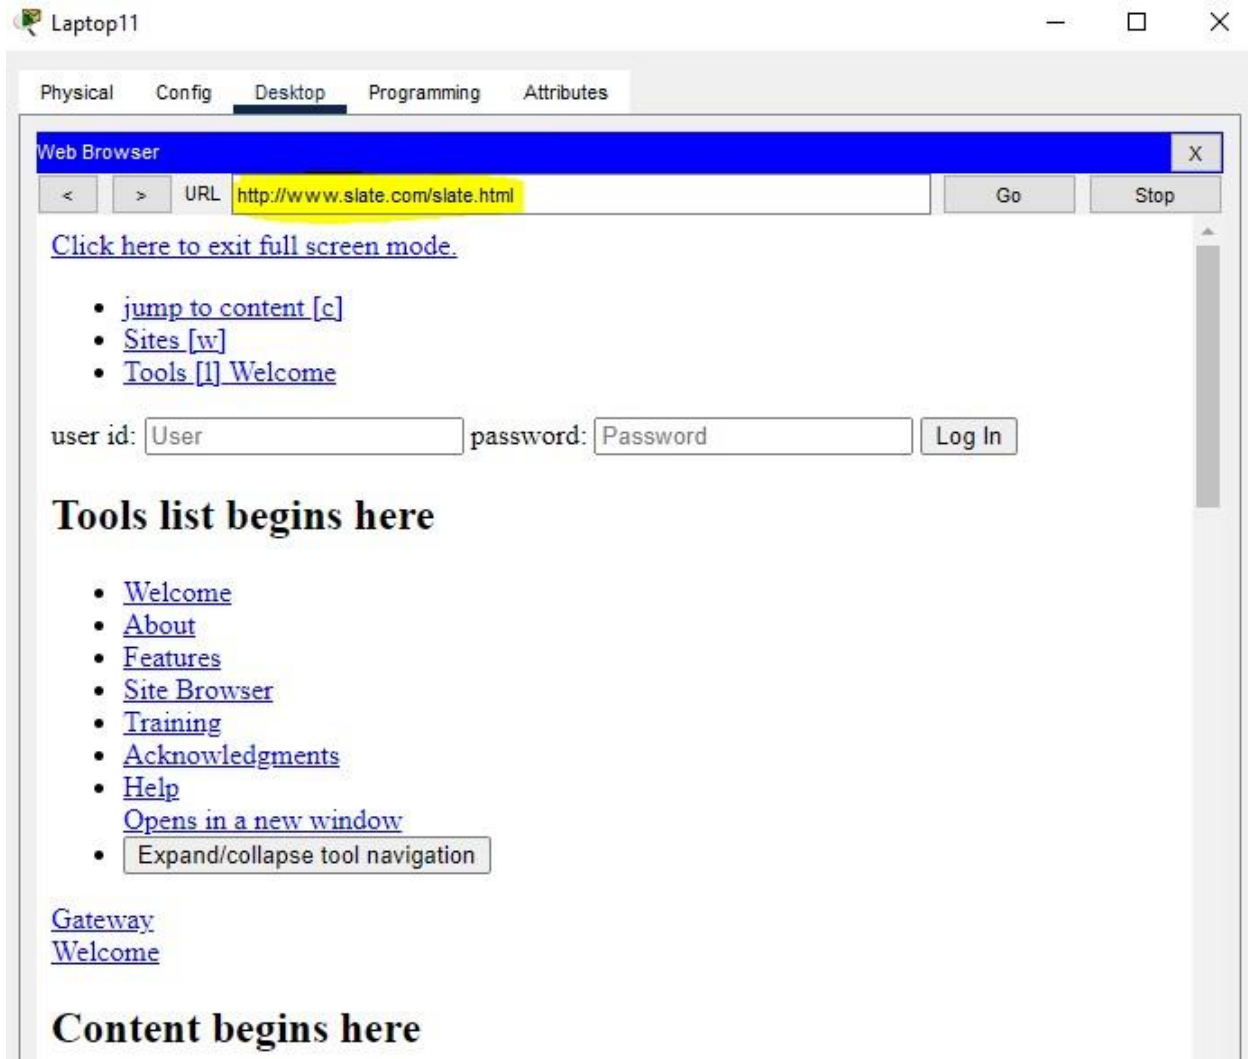 Laptop11
Physical Config Desktop Programming Attributes
Web Browser X
< > URL http://www.slate.com/slate.html Go Stop
Click here to exit full screen mode.
jump to content [c]
Sites [w]
Tools [l] Welcome
user id: User password: Password Log In
Tools list begins here
Welcome
About
Features
Site Browser
Training
Acknowledgments
Help
Opens in a new window
Expand/collapse tool navigation
Gateway
Welcome
Content begins here